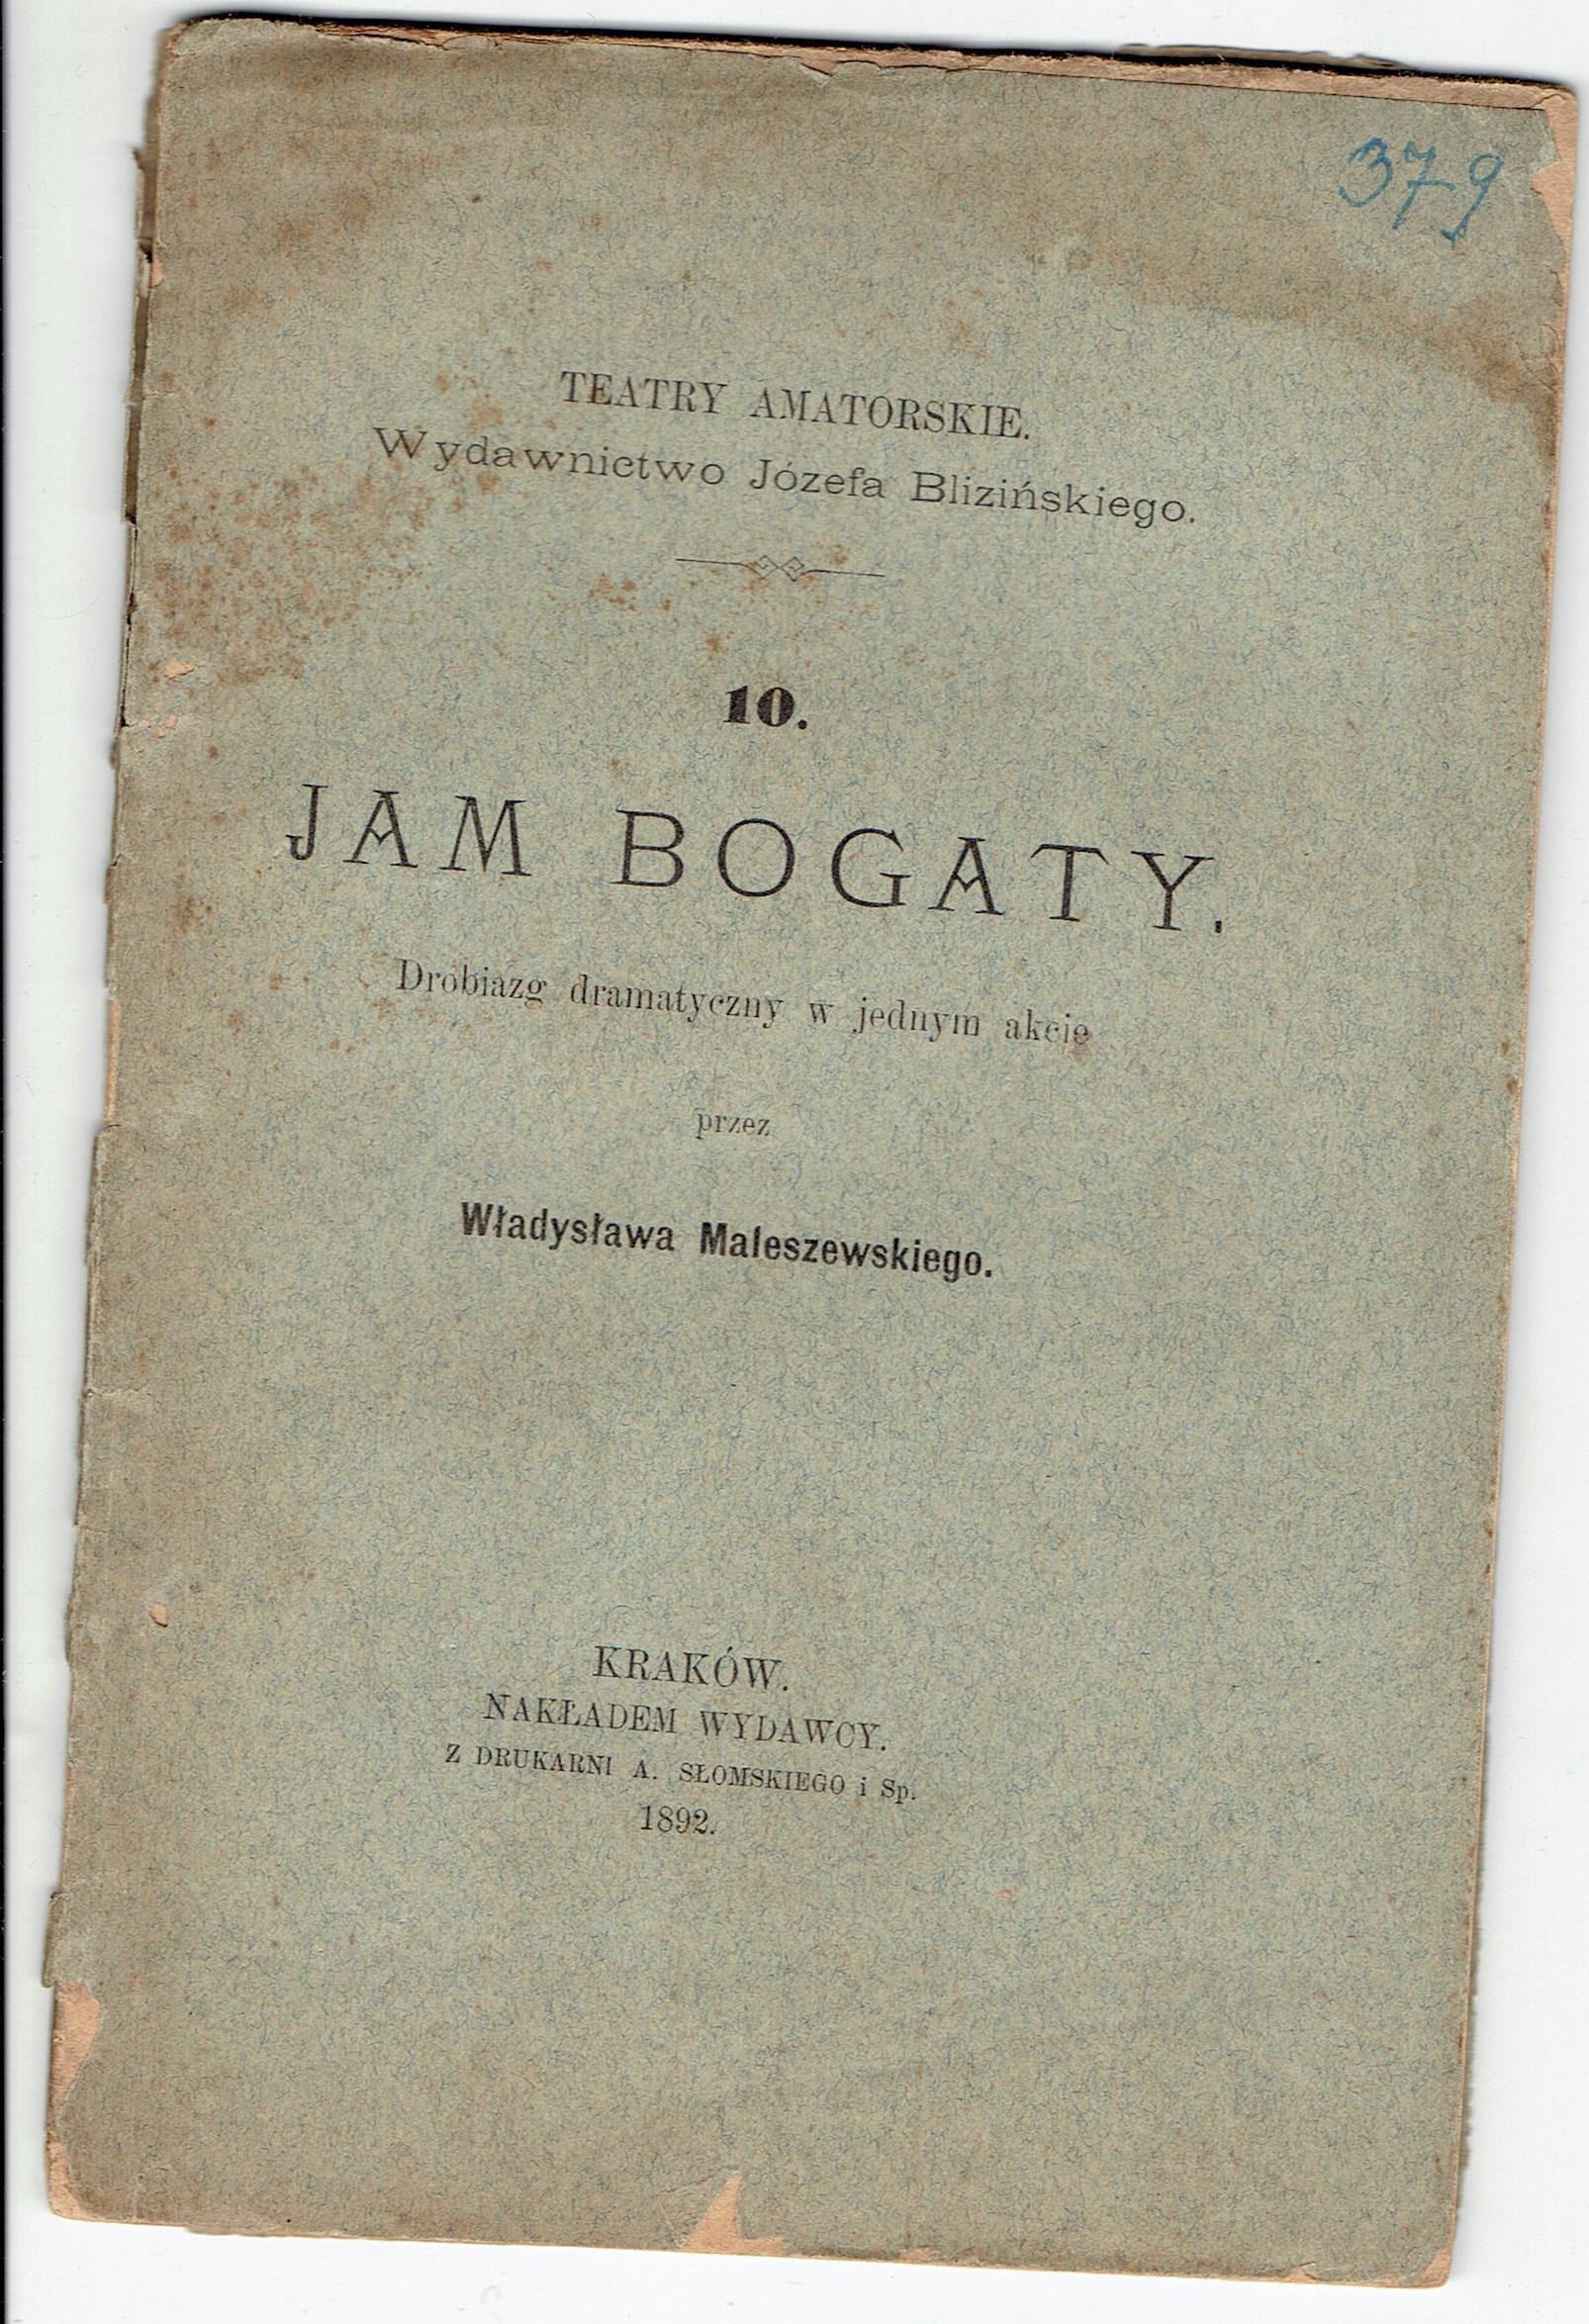 379
TEATRY AMATORSKIE.
Wydawnictwo Józefa Blizińskiego.
10.
JAM BOGATY.
Drobiazg dramatyczny w jednym akcie
przez
Władysława Maleszewskiego.
KRAKÓW.
NAKŁADEM WYDAWCY.
Z DRUKARNI A. SŁOMSKIEGO i Sp.
1892.